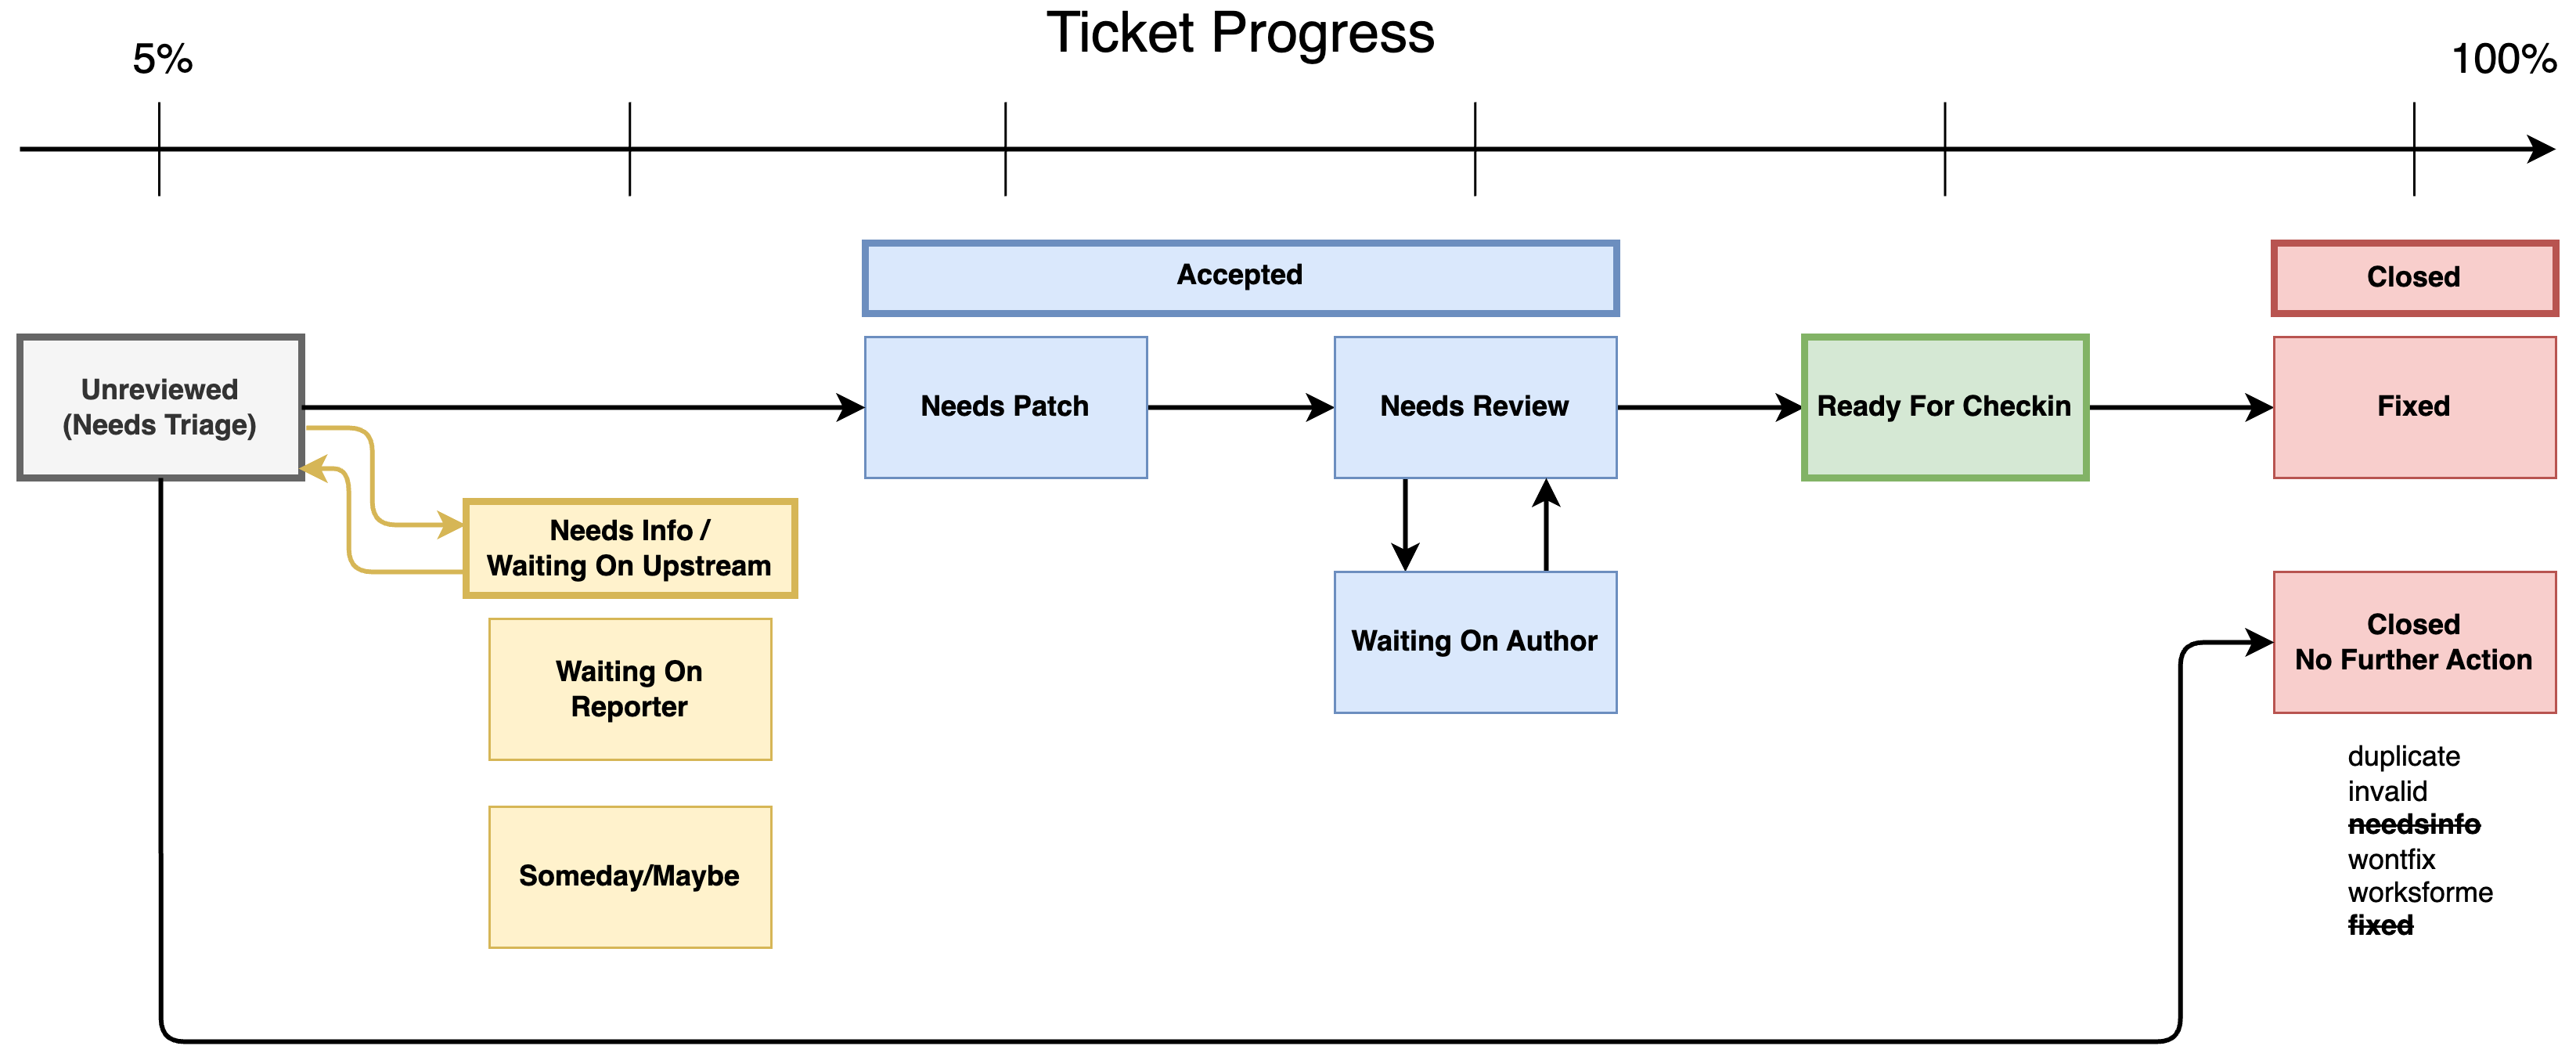 Ticket Progress
5%
100%
Accepted
Closed
Unreviewed
(Needs Triage)
Needs Patch
Needs Review
Ready For Checkin
Fixed
Needs Info /
Waiting On Upstream
Waiting On
Reporter
Waiting On Author
Closed
No Further Action
Someday/Maybe
duplicate
invalid
needsinfo
wontfix
worksforme
fixed